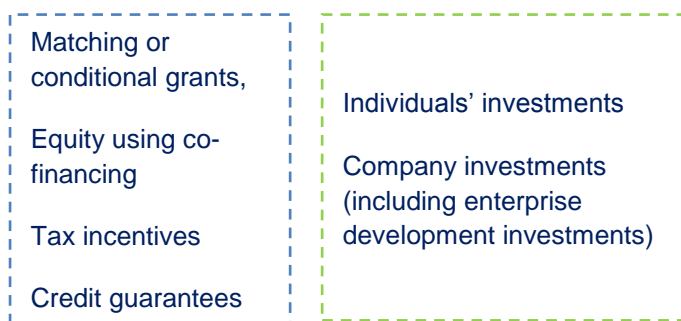 Matching or
conditional grants,
Equity using co-
financing
Tax incentives
Credit guarantees
Individuals’ investments
Company investments
(including enterprise
development investments)